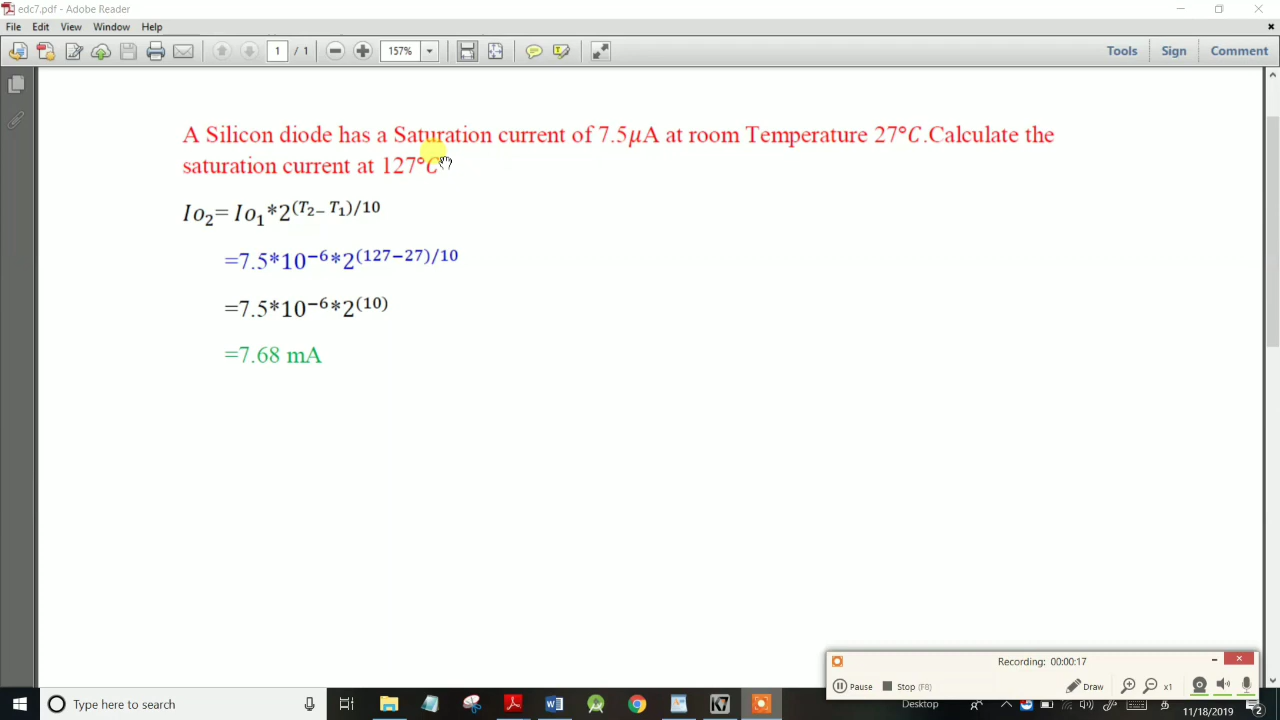 edc7.pdf - Adobe Reader
File Edit View Window Help
1 / 1 157% Tools Sign Comment
A Silicon diode has a Saturation current of 7.5μA at room Temperature 27°C.Calculate the
saturation current at 127°C
Io₂= Io₁*2^(T₂− T₁)/10
=7.5*10⁻⁶*2^(127−27)/10
=7.5*10⁻⁶*2^(10)
=7.68 mA
Recording: 00:00:17
Pause Stop (F8) Draw x1
Type here to search
W K7 Desktop
11/18/2019 2